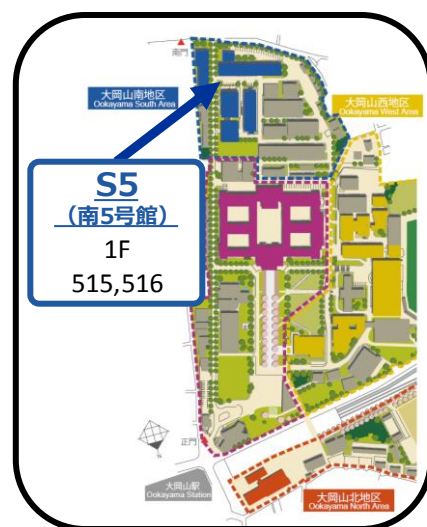 南門
大岡山南地区
Ookayama South Area
大岡山西地区
Ookayama West Area
S5
(南5号館)
1F
515,516
正門
大岡山駅
Ookayama Station
大岡山北地区
Ookayama North Area